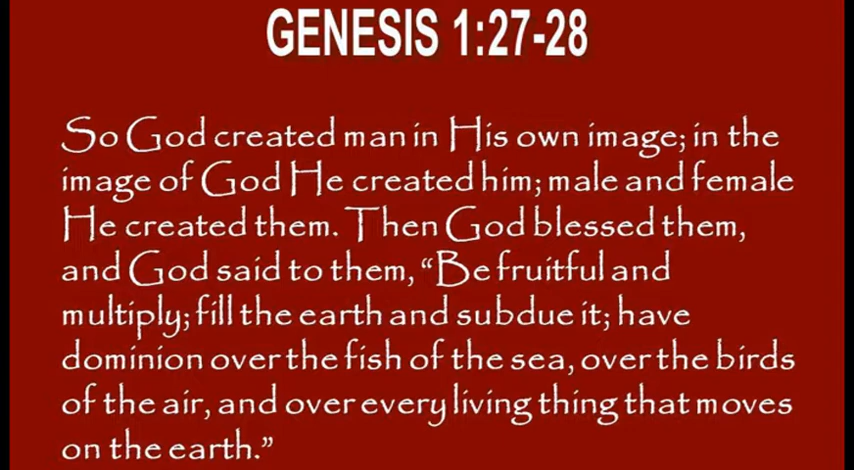 GENESIS 1:27-28
So God created man in His own image; in the
image of God He created him; male and female
He created them. Then God blessed them,
and God said to them, “Be fruitful and
multiply; fill the earth and subdue it; have
dominion over the fish of the sea, over the birds
of the air, and over every living thing that moves
on the earth.”